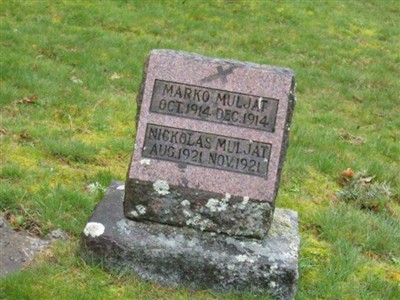 MARKO MULJAT
OCT.1914 DEC.1914
NICKOLAS MULJAT
AUG.1921 NOV.1921